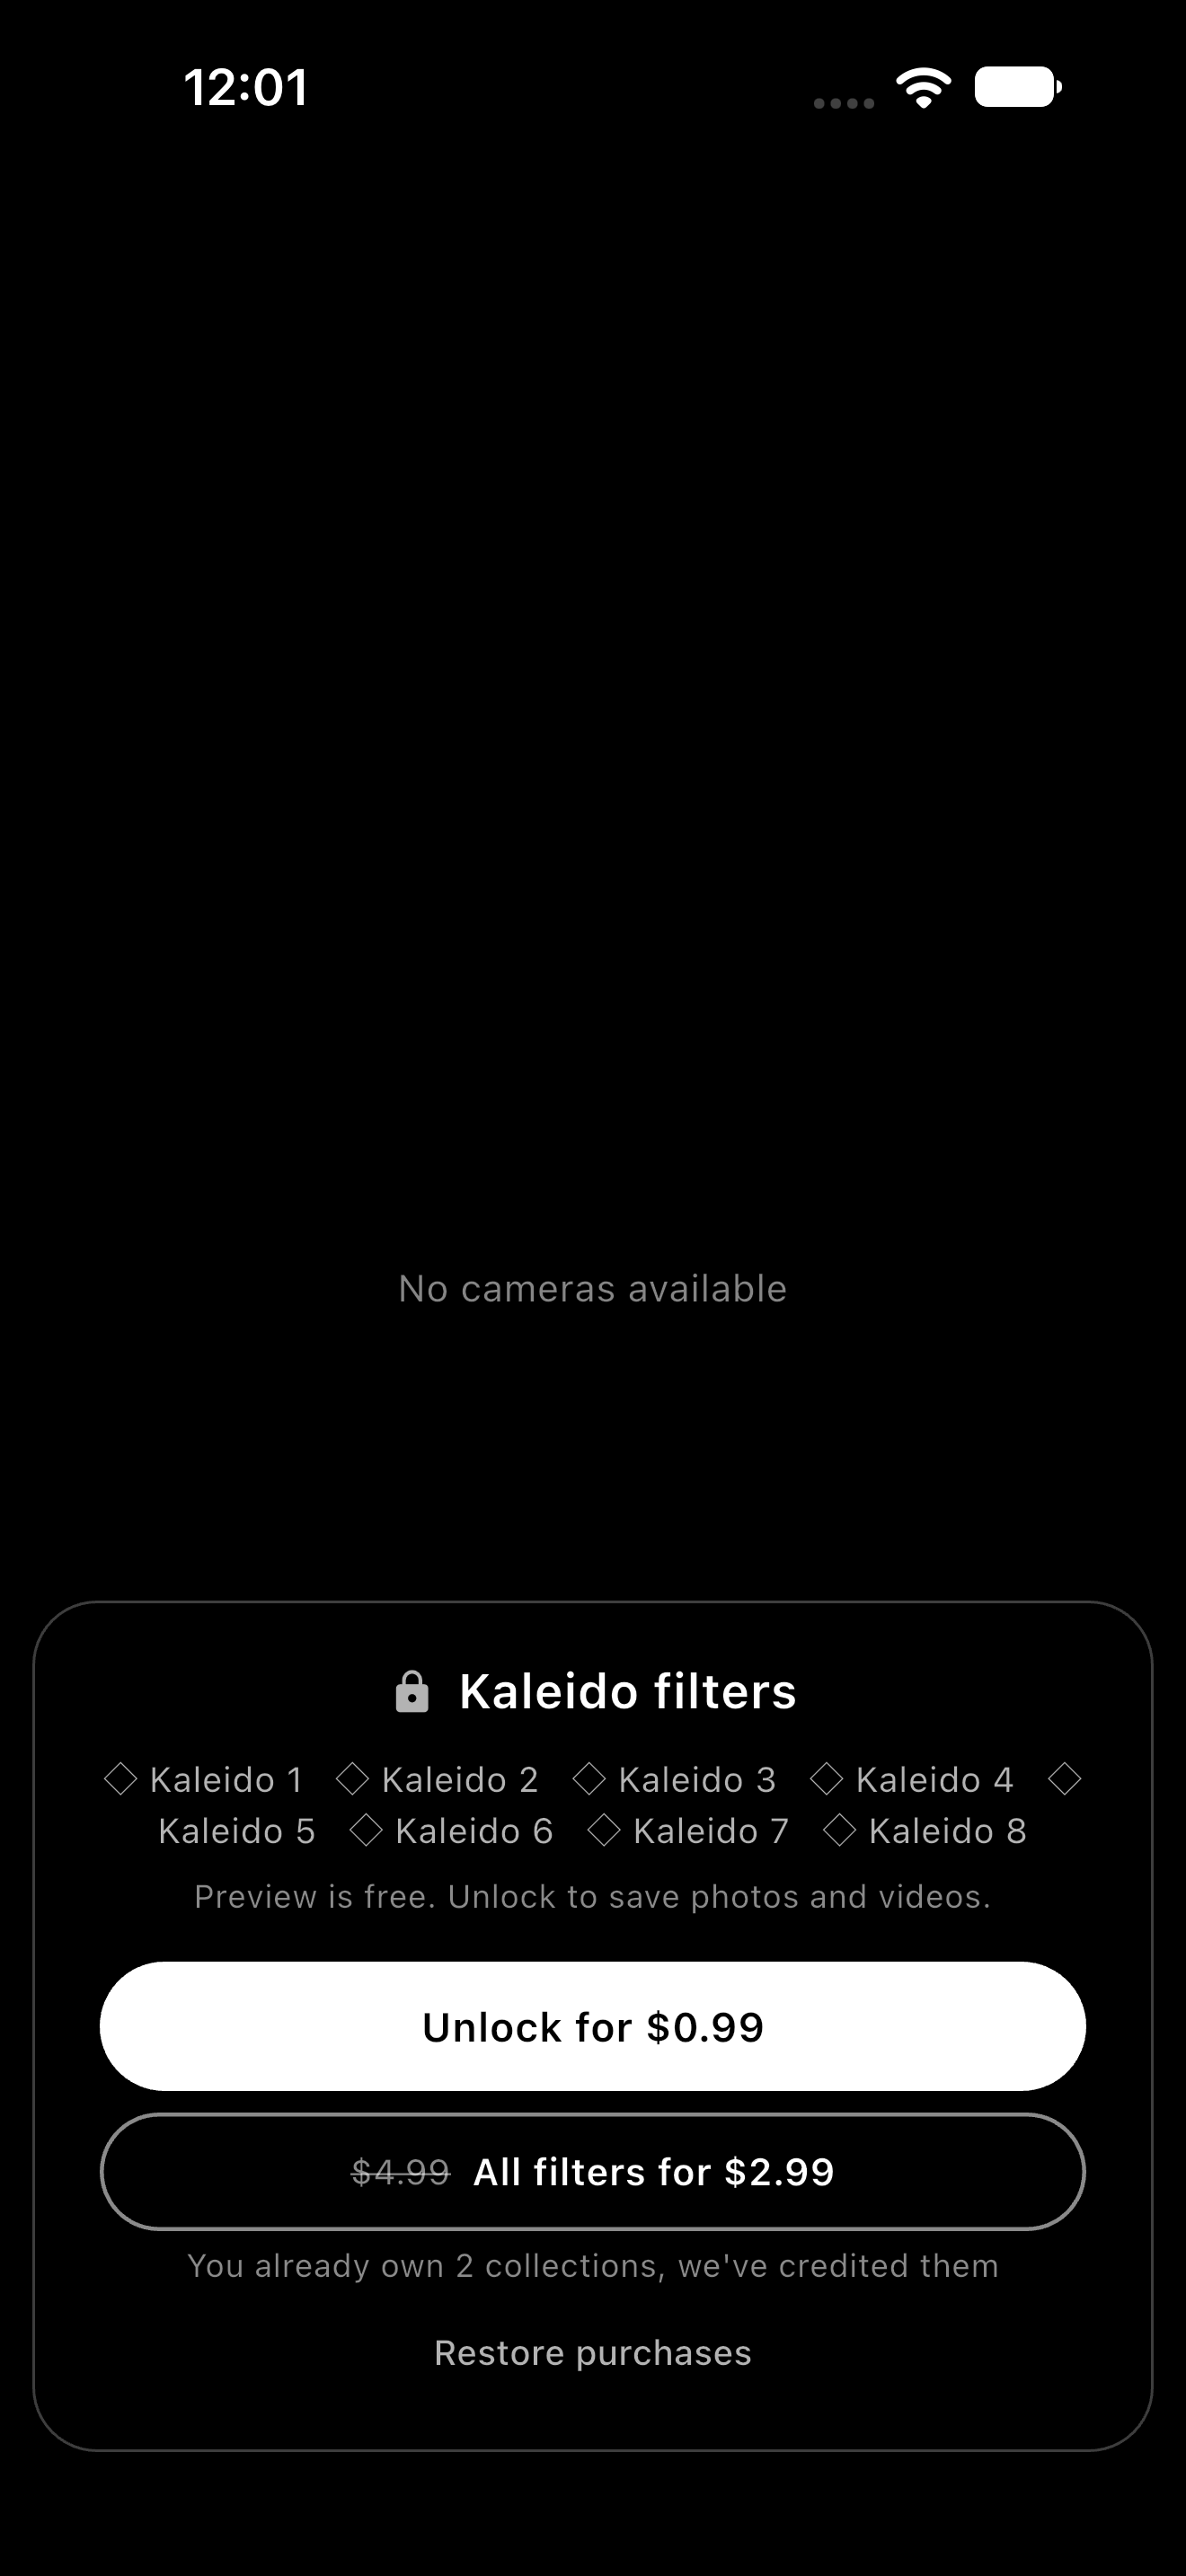 12:01
No cameras available
Kaleido filters
◇ Kaleido 1 ◇ Kaleido 2 ◇ Kaleido 3 ◇ Kaleido 4 ◇
Kaleido 5 ◇ Kaleido 6 ◇ Kaleido 7 ◇ Kaleido 8
Preview is free. Unlock to save photos and videos.
Unlock for $0.99
$4.99 All filters for $2.99
You already own 2 collections, we've credited them
Restore purchases